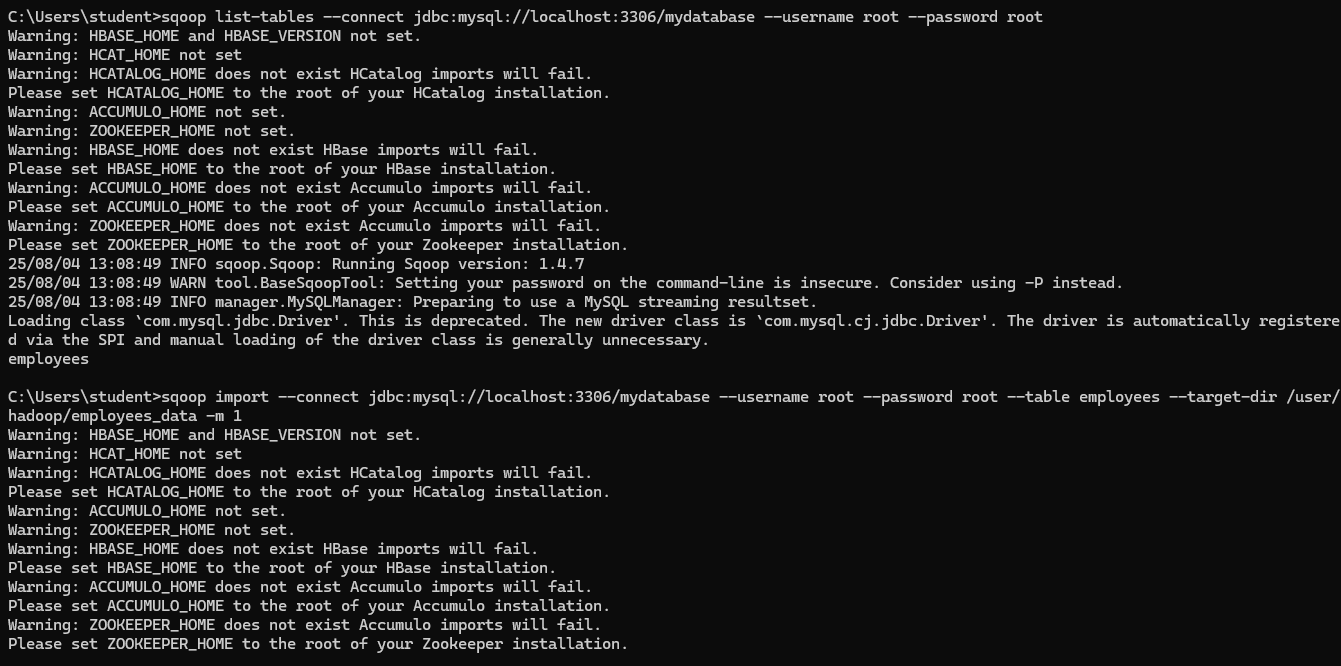 C:\Users\student>sqoop list-tables --connect jdbc:mysql://localhost:3306/mydatabase --username root --password root
Warning: HBASE_HOME and HBASE_VERSION not set.
Warning: HCAT_HOME not set
Warning: HCATALOG_HOME does not exist HCatalog imports will fail.
Please set HCATALOG_HOME to the root of your HCatalog installation.
Warning: ACCUMULO_HOME not set.
Warning: ZOOKEEPER_HOME not set.
Warning: HBASE_HOME does not exist HBase imports will fail.
Please set HBASE_HOME to the root of your HBase installation.
Warning: ACCUMULO_HOME does not exist Accumulo imports will fail.
Please set ACCUMULO_HOME to the root of your Accumulo installation.
Warning: ZOOKEEPER_HOME does not exist Accumulo imports will fail.
Please set ZOOKEEPER_HOME to the root of your Zookeeper installation.
25/08/04 13:08:49 INFO sqoop.Sqoop: Running Sqoop version: 1.4.7
25/08/04 13:08:49 WARN tool.BaseSqoopTool: Setting your password on the command-line is insecure. Consider using -P instead.
25/08/04 13:08:49 INFO manager.MySQLManager: Preparing to use a MySQL streaming resultset.
Loading class `com.mysql.jdbc.Driver'. This is deprecated. The new driver class is `com.mysql.cj.jdbc.Driver'. The driver is automatically registere
d via the SPI and manual loading of the driver class is generally unnecessary.
employees
C:\Users\student>sqoop import --connect jdbc:mysql://localhost:3306/mydatabase --username root --password root --table employees --target-dir /user/
hadoop/employees_data -m 1
Warning: HBASE_HOME and HBASE_VERSION not set.
Warning: HCAT_HOME not set
Warning: HCATALOG_HOME does not exist HCatalog imports will fail.
Please set HCATALOG_HOME to the root of your HCatalog installation.
Warning: ACCUMULO_HOME not set.
Warning: ZOOKEEPER_HOME not set.
Warning: HBASE_HOME does not exist HBase imports will fail.
Please set HBASE_HOME to the root of your HBase installation.
Warning: ACCUMULO_HOME does not exist Accumulo imports will fail.
Please set ACCUMULO_HOME to the root of your Accumulo installation.
Warning: ZOOKEEPER_HOME does not exist Accumulo imports will fail.
Please set ZOOKEEPER_HOME to the root of your Zookeeper installation.